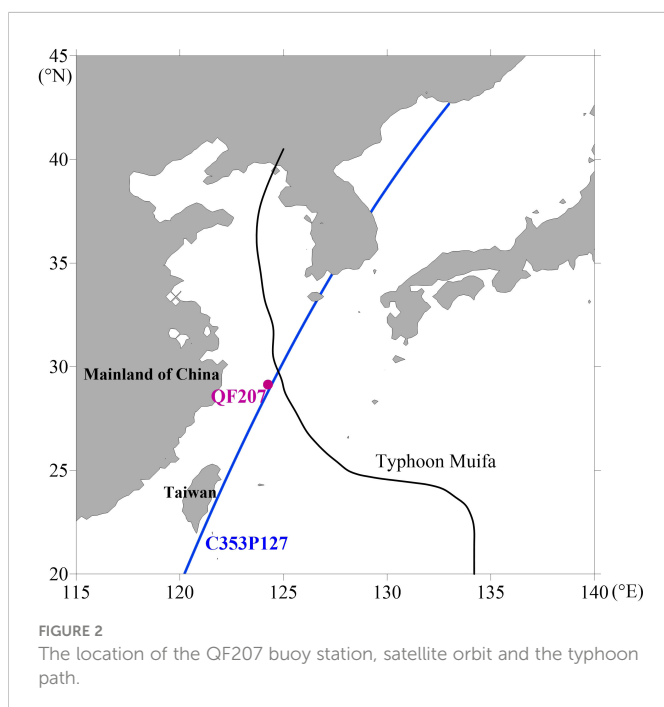 45
(°N)
40
35
30
25
20
Mainland of China
QF207
Typhoon Muifa
Taiwan
C353P127
115 120 125 130 135 140 (°E)
FIGURE 2
The location of the QF207 buoy station, satellite orbit and the typhoon
path.